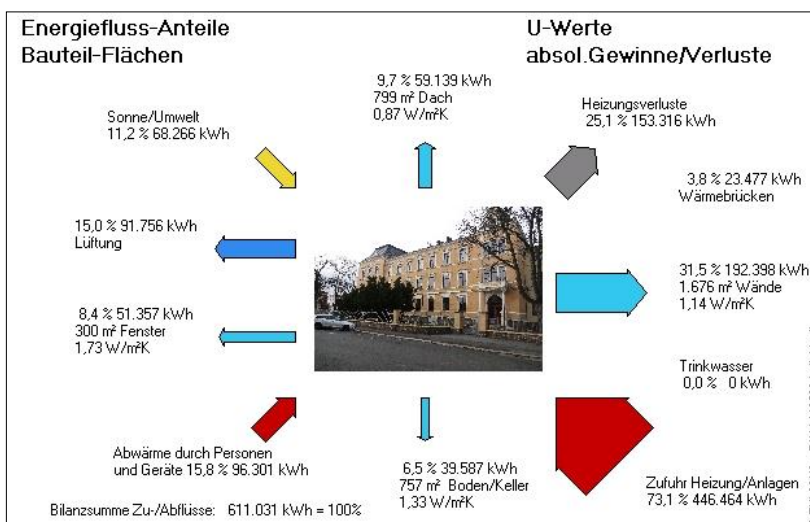 Energiefluss-Anteile
Bauteil-Flächen
U-Werte
absol.Gewinne/Verluste
9,7 % 59.139 kWh
799 m² Dach
0,87 W/m²K
Sonne/Umwelt
11,2 % 68.266 kWh
Heizungsverluste
25,1 % 153.316 kWh
3,8 % 23.477 kWh
Wärmebrücken
15,0 % 91.756 kWh
Lüftung
31,5 % 192.398 kWh
1.676 m² Wände
1,14 W/m²K
8,4 % 51.357 kWh
300 m² Fenster
1,73 W/m²K
Trinkwasser
0,0 % 0 kWh
Abwärme durch Personen
und Geräte 15,8 % 96.301 kWh
6,5 % 39.587 kWh
757 m² Boden/Keller
1,33 W/m²K
Zufuhr Heizung/Anlagen
73,1 % 446.464 kWh
Bilanzsumme Zu-/Abflüsse: 611.031 kWh = 100%